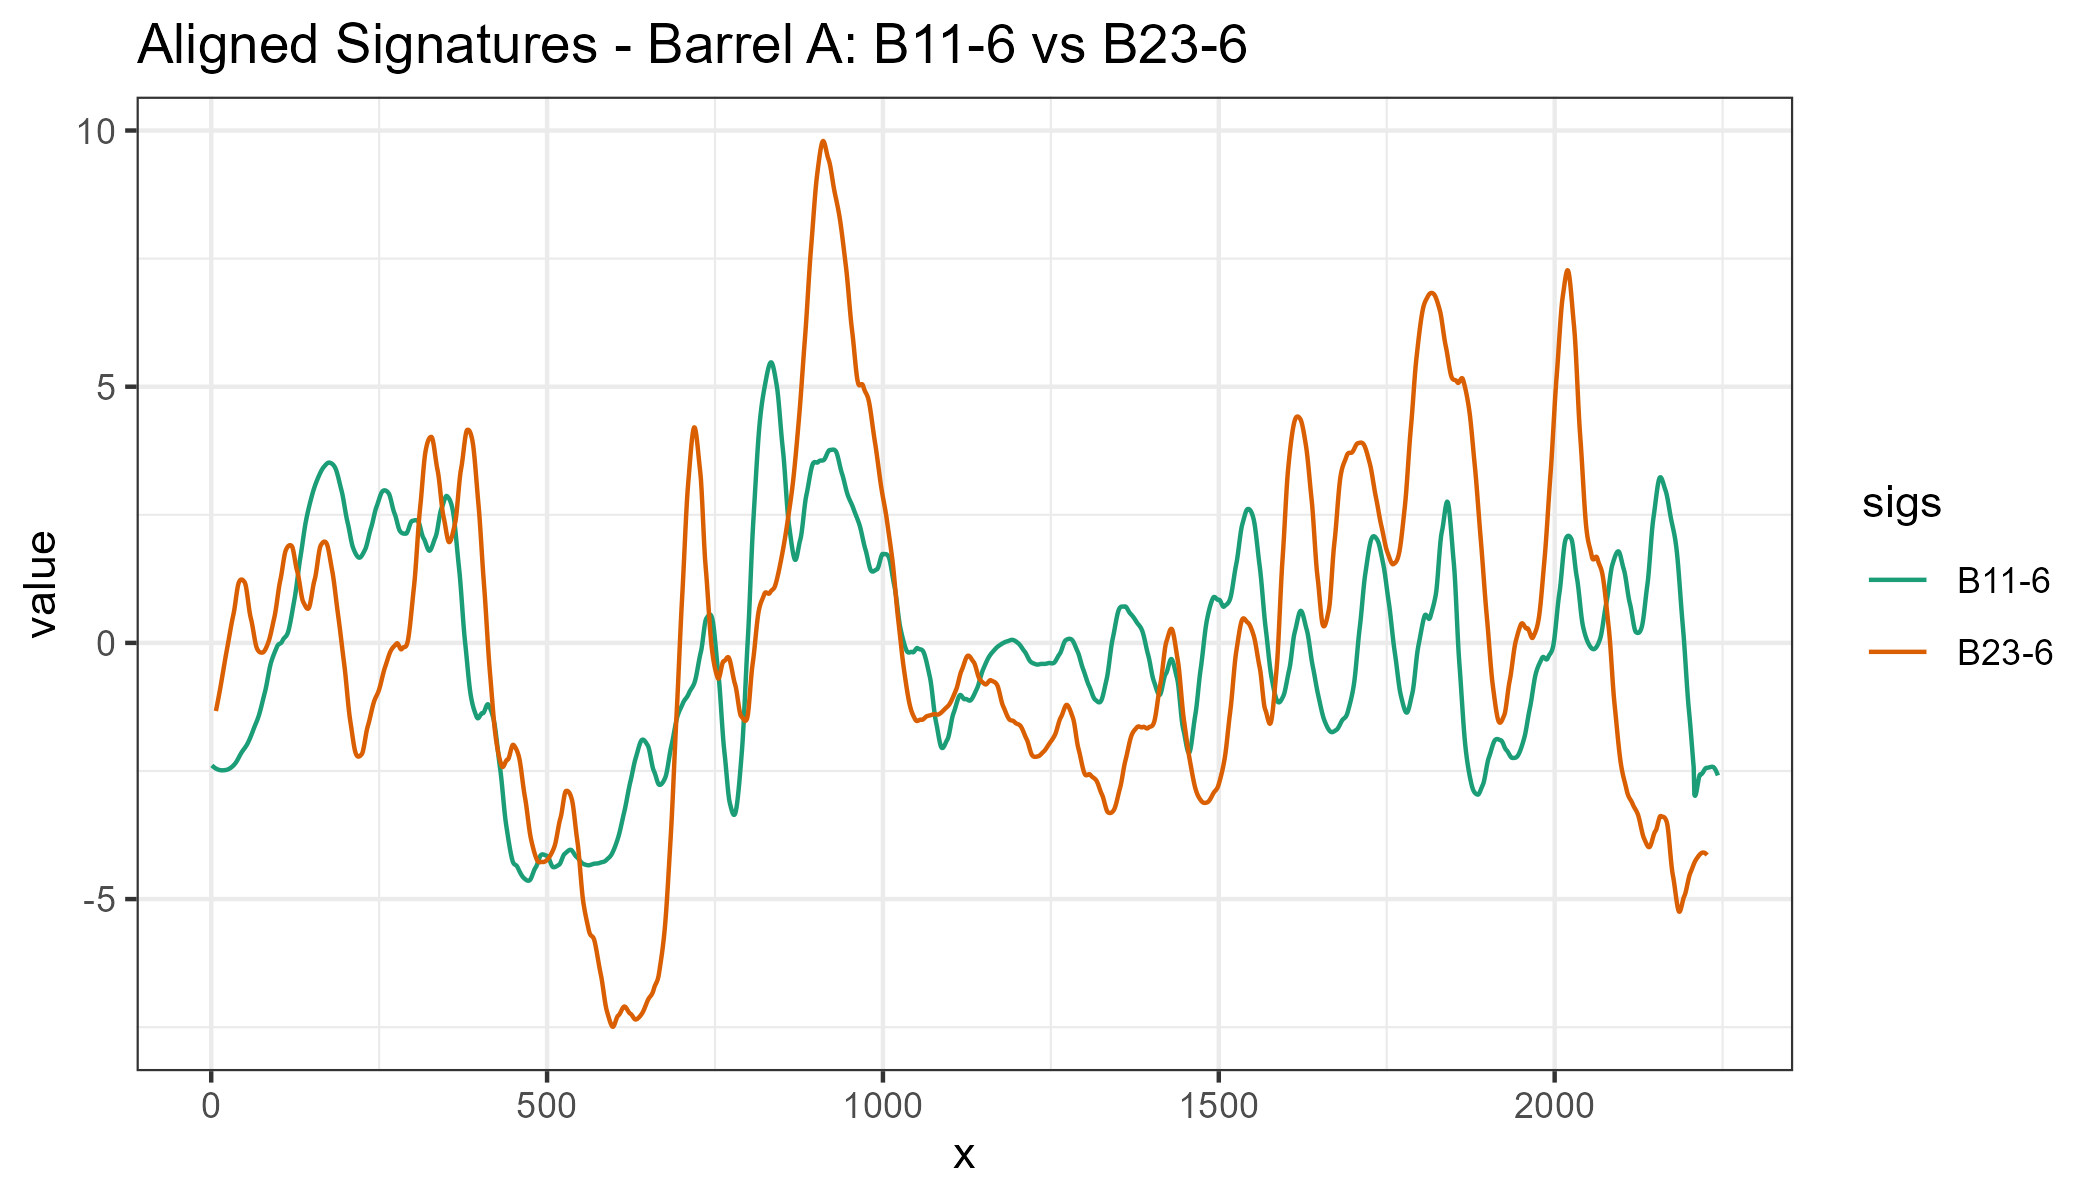 Aligned Signatures - Barrel A: B11-6 vs B23-6
10
5
0
-5
value
0 500 1000 1500 2000
x
sigs
B11-6
B23-6